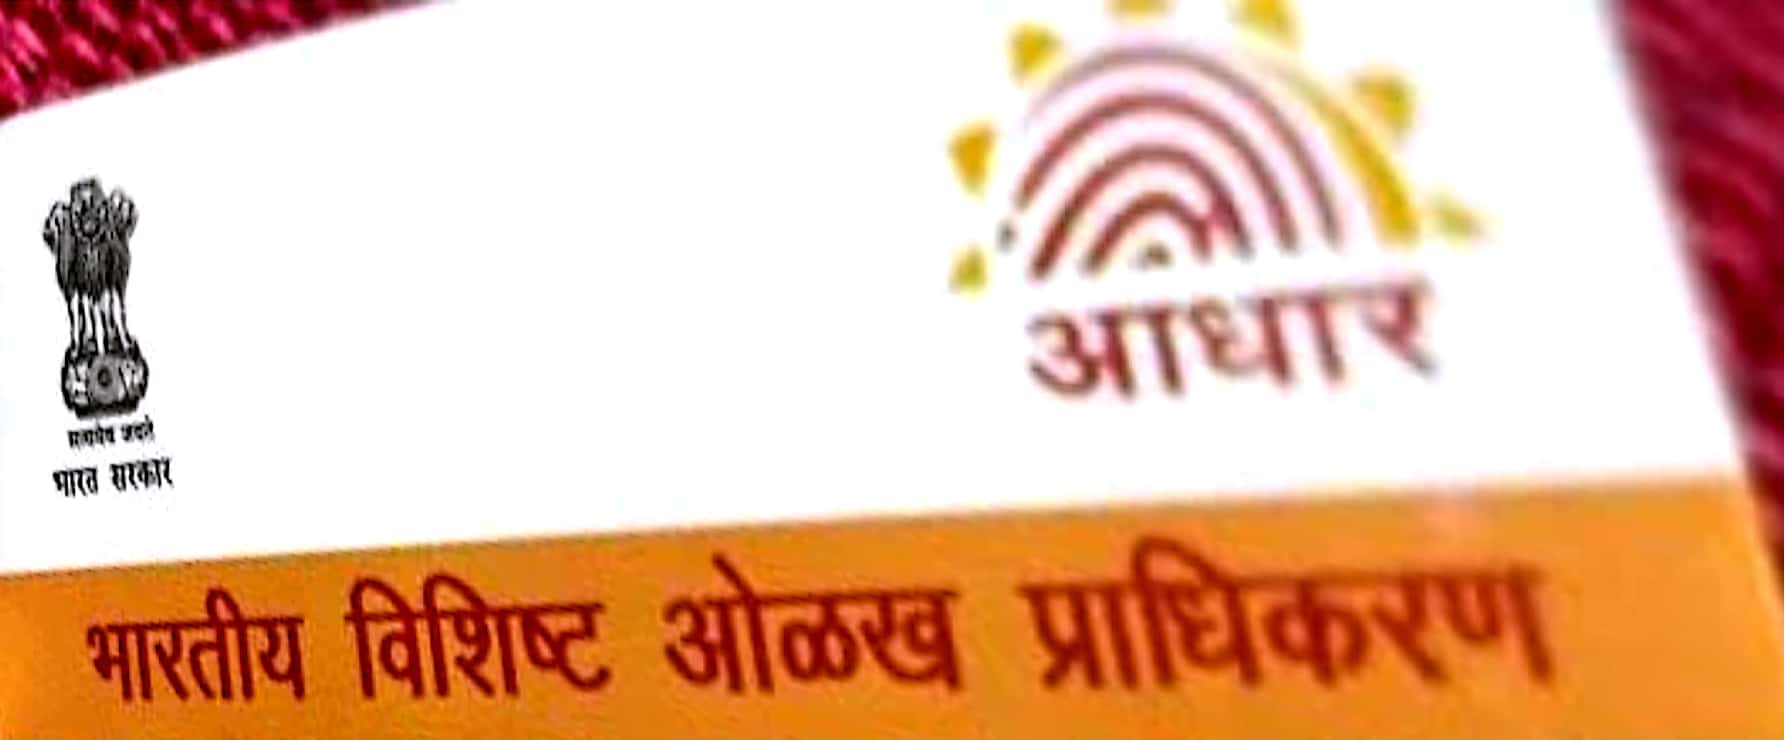 आधार
सत्यमेव जयते
भारत सरकार
भारतीय विशिष्ट ओळख प्राधिकरण